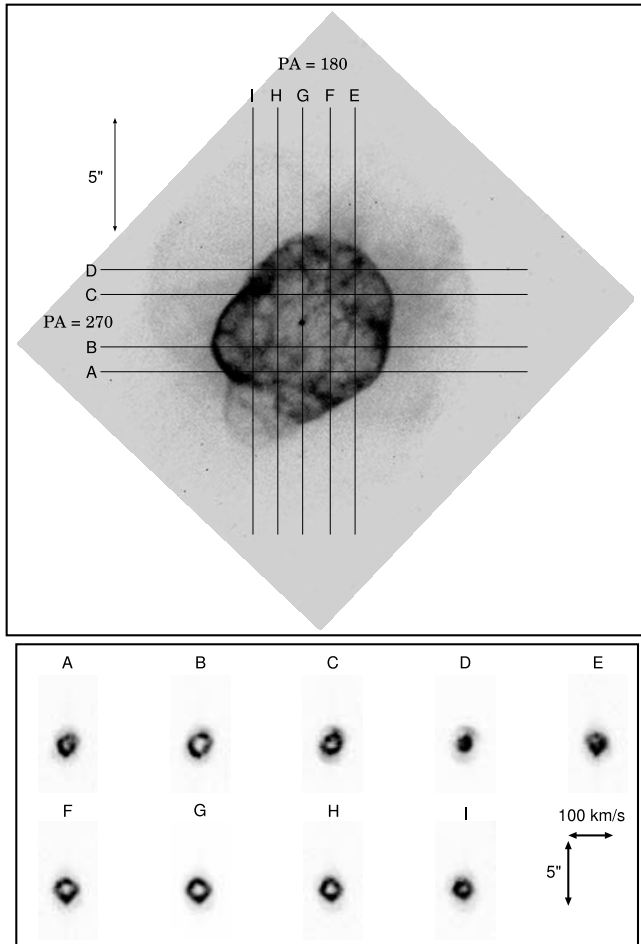 PA = 180
I H G F E
5"
D
C
PA = 270
B
A
A B C D E
F G H I
100 km/s
5"